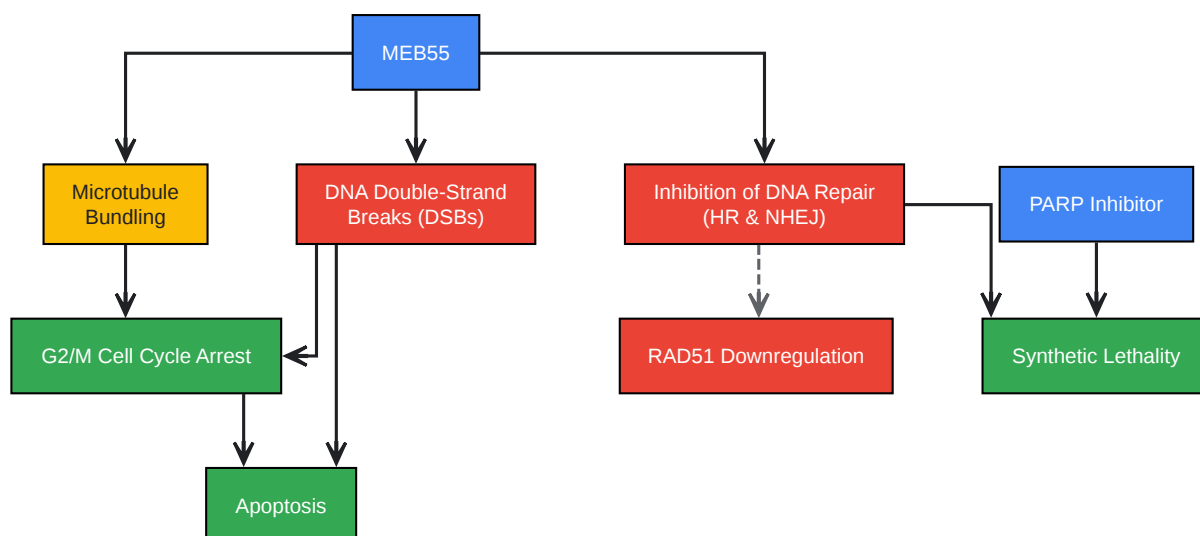 MEB55
Microtubule
Bundling
DNA Double-Strand
Breaks (DSBs)
Inhibition of DNA Repair
(HR & NHEJ)
PARP Inhibitor
G2/M Cell Cycle Arrest
RAD51 Downregulation
Synthetic Lethality
Apoptosis